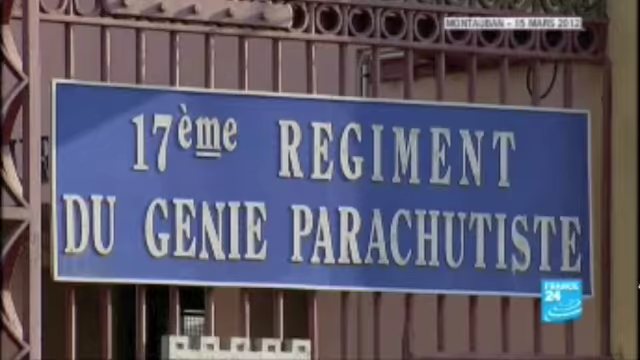 MONTAUBAN - 15 MARS 2012
17ème REGIMENT
DU GENIE PARACHUTISTE
FRANCE
24